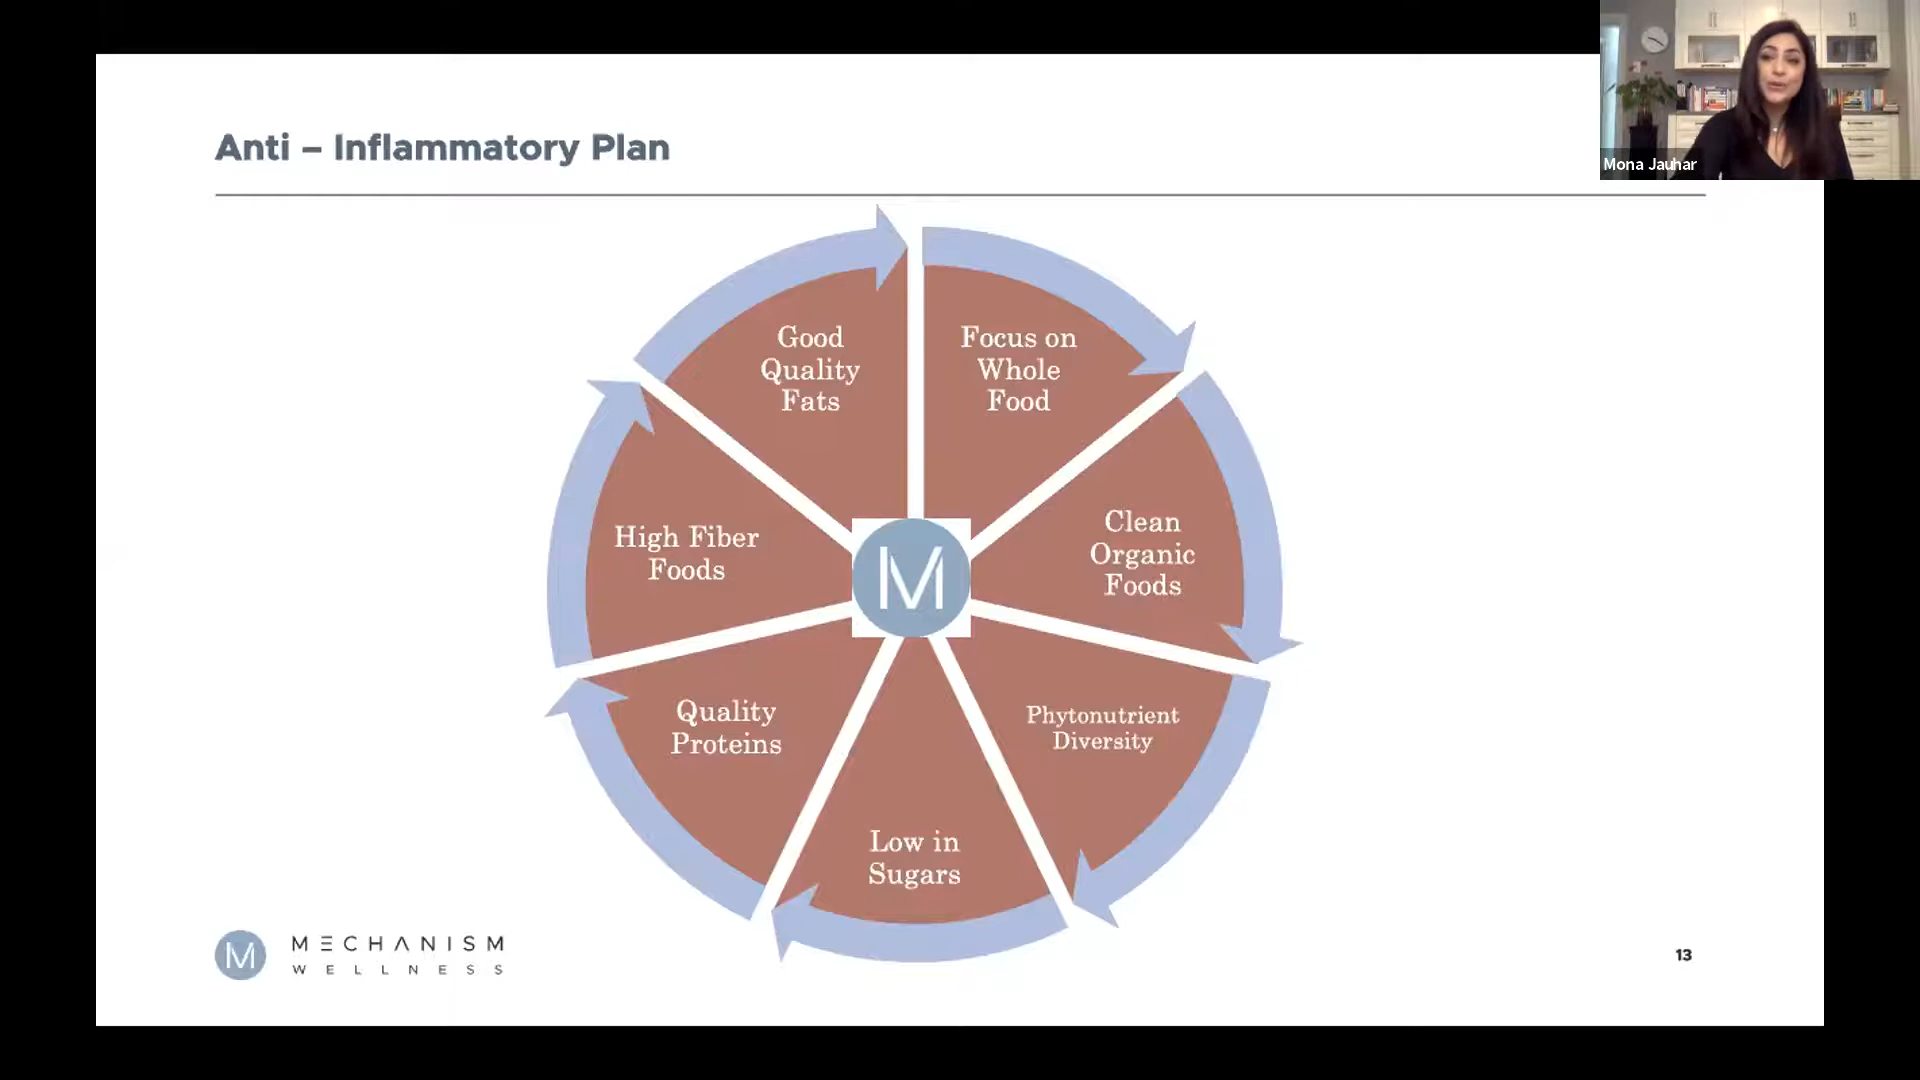 Anti – Inflammatory Plan
Mona Jauhar
Focus on
Whole
Food
Clean
Organic
Foods
Phytonutrient
Diversity
Low in
Sugars
Quality
Proteins
High Fiber
Foods
Good
Quality
Fats
M
M
MECHANISM
WELLNESS
13